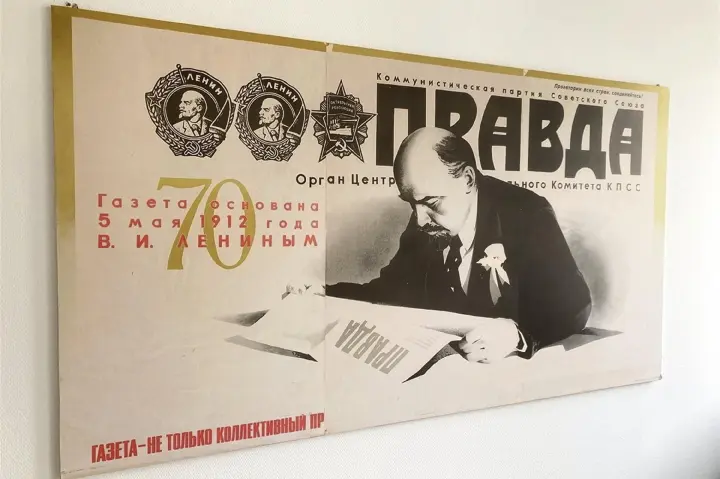 ЛЕНИН
ЛЕНИН
Пролетарии всех стран, соединяйтесь!
Коммунистическая партия Советского Союза
ПРАВДА
Орган Центр льного Комитета КПСС
70
Газета основана
5 мая 1912 года
В. И. ЛЕНИНЫМ
ПРАВДА
ГАЗЕТА-НЕ ТОЛЬКО КОЛЛЕКТИВНЫЙ ПР